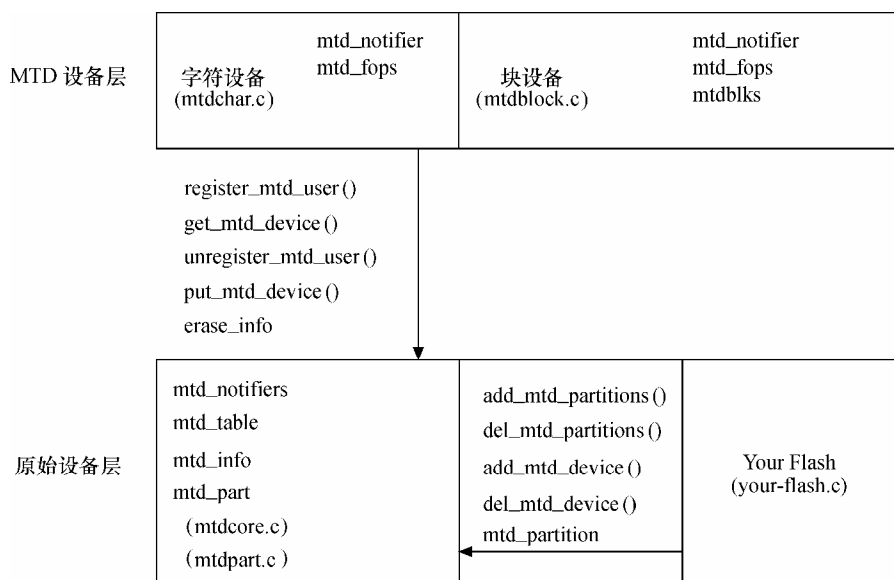 MTD 设备层
字符设备
(mtdchar.c)
mtd_notifier
mtd_fops
块设备
(mtdblock.c)
mtd_notifier
mtd_fops
mtdblks
register_mtd_user()
get_mtd_device()
unregister_mtd_user()
put_mtd_device()
erase_info
原始设备层
mtd_notifiers
mtd_table
mtd_info
mtd_part
(mtdcore.c)
(mtdpart.c)
add_mtd_partitions()
del_mtd_partitions()
add_mtd_device()
del_mtd_device()
mtd_partition
Your Flash
(your-flash.c)